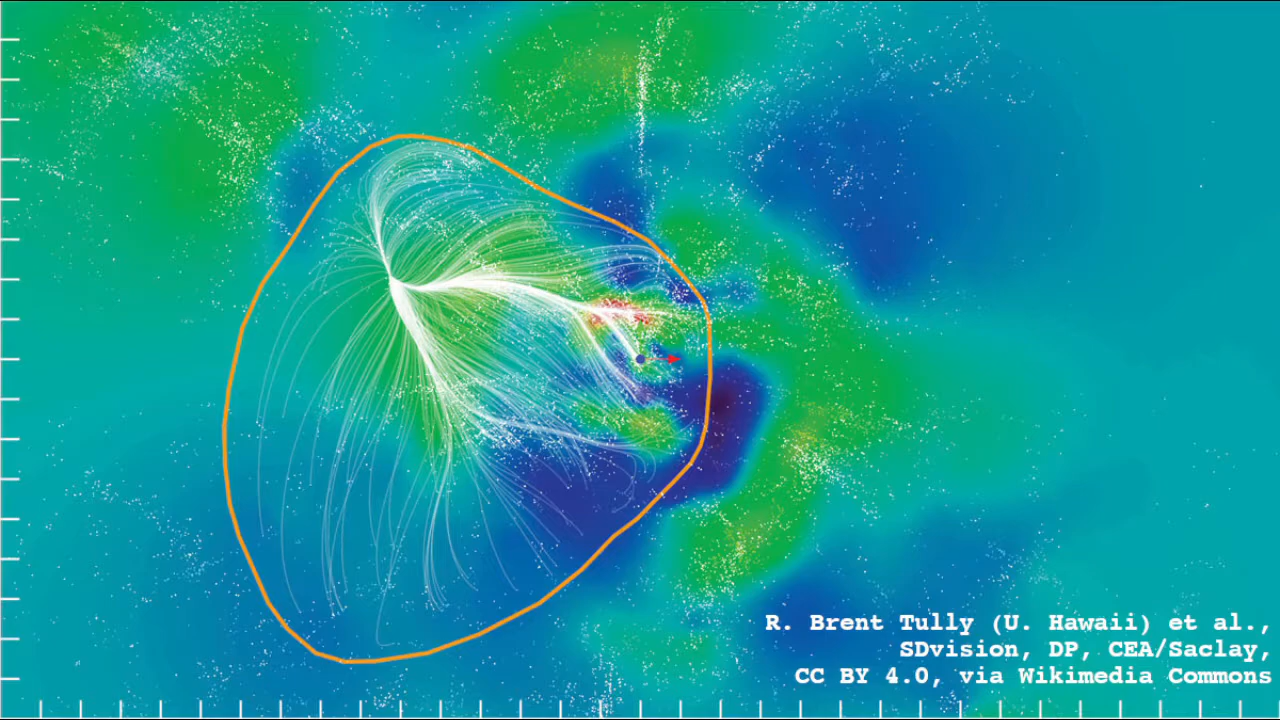 R. Brent Tully (U. Hawaii) et al.,
SDvision, DP, CEA/Saclay,
CC BY 4.0, via Wikimedia Commons